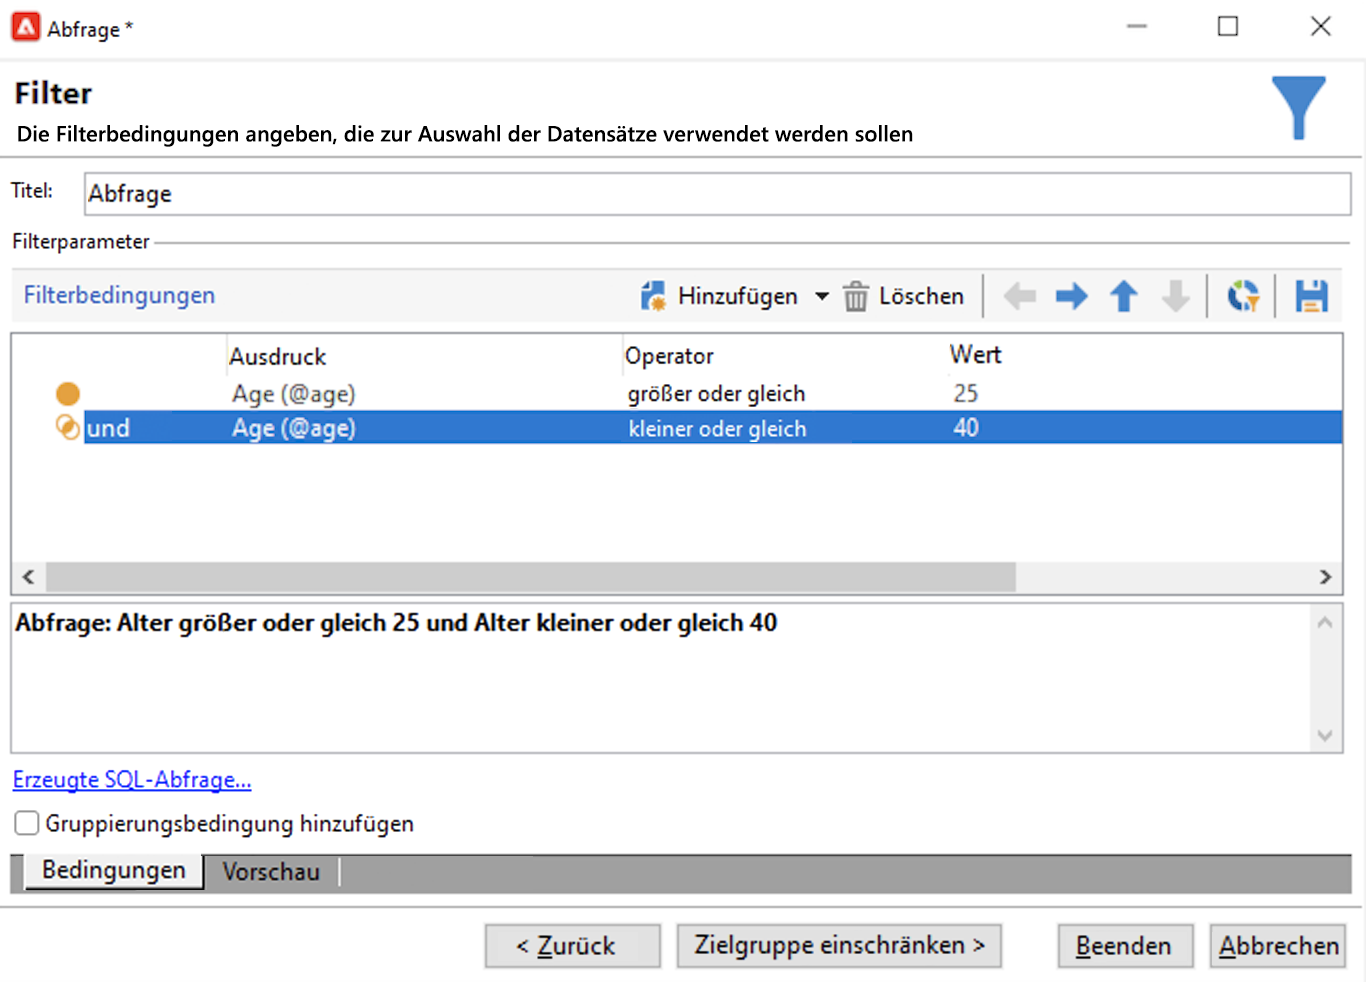 Abfrage *
Filter
Die Filterbedingungen angeben, die zur Auswahl der Datensätze verwendet werden sollen
Titel: Abfrage
Filterparameter
Filterbedingungen Hinzufügen Löschen
Ausdruck Operator Wert
Age (@age) größer oder gleich 25
und Age (@age) kleiner oder gleich 40
Abfrage: Alter größer oder gleich 25 und Alter kleiner oder gleich 40
Erzeugte SQL-Abfrage...
Gruppierungsbedingung hinzufügen
Bedingungen Vorschau
< Zurück Zielgruppe einschränken > Beenden Abbrechen